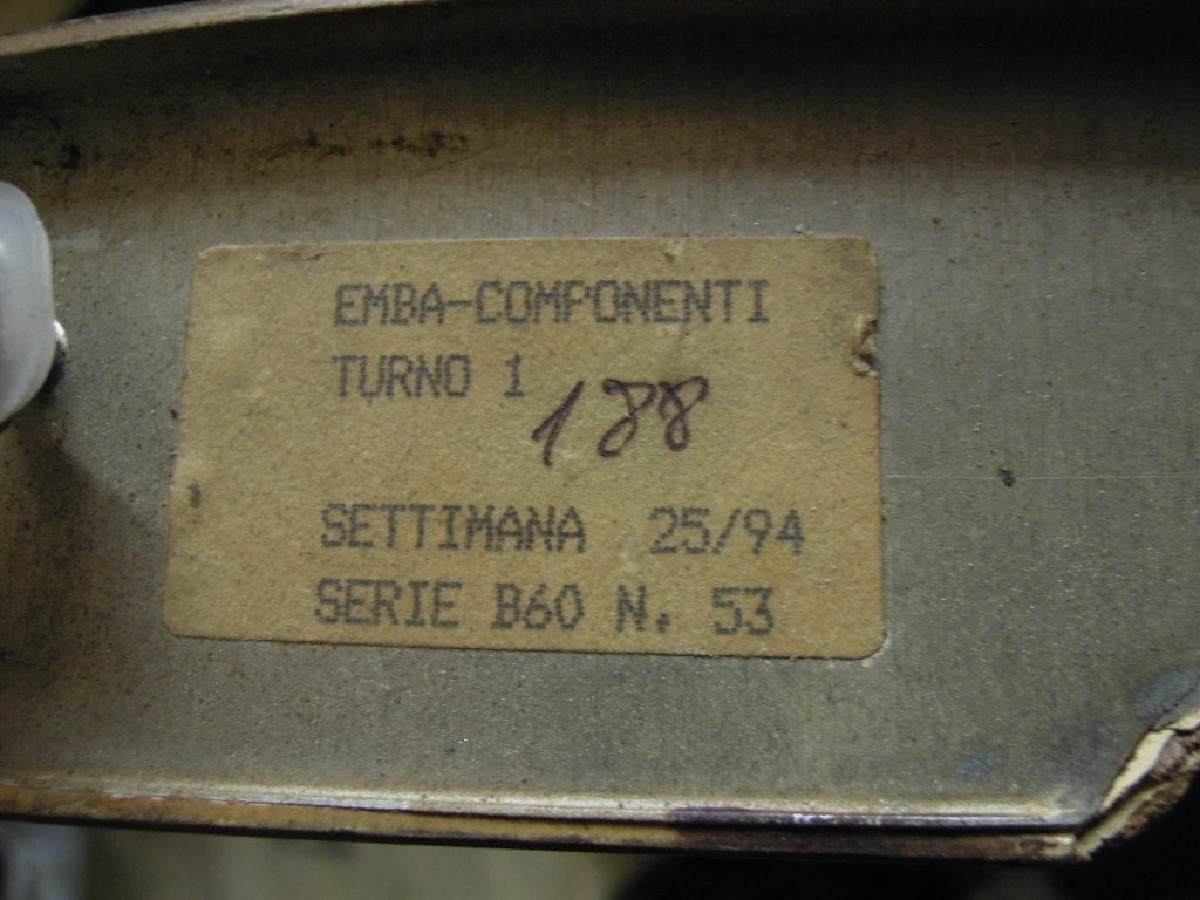 EMBA-COMPONENTI
TURNO 1
188
SETTIMANA 25/94
SERIE B60 N. 53